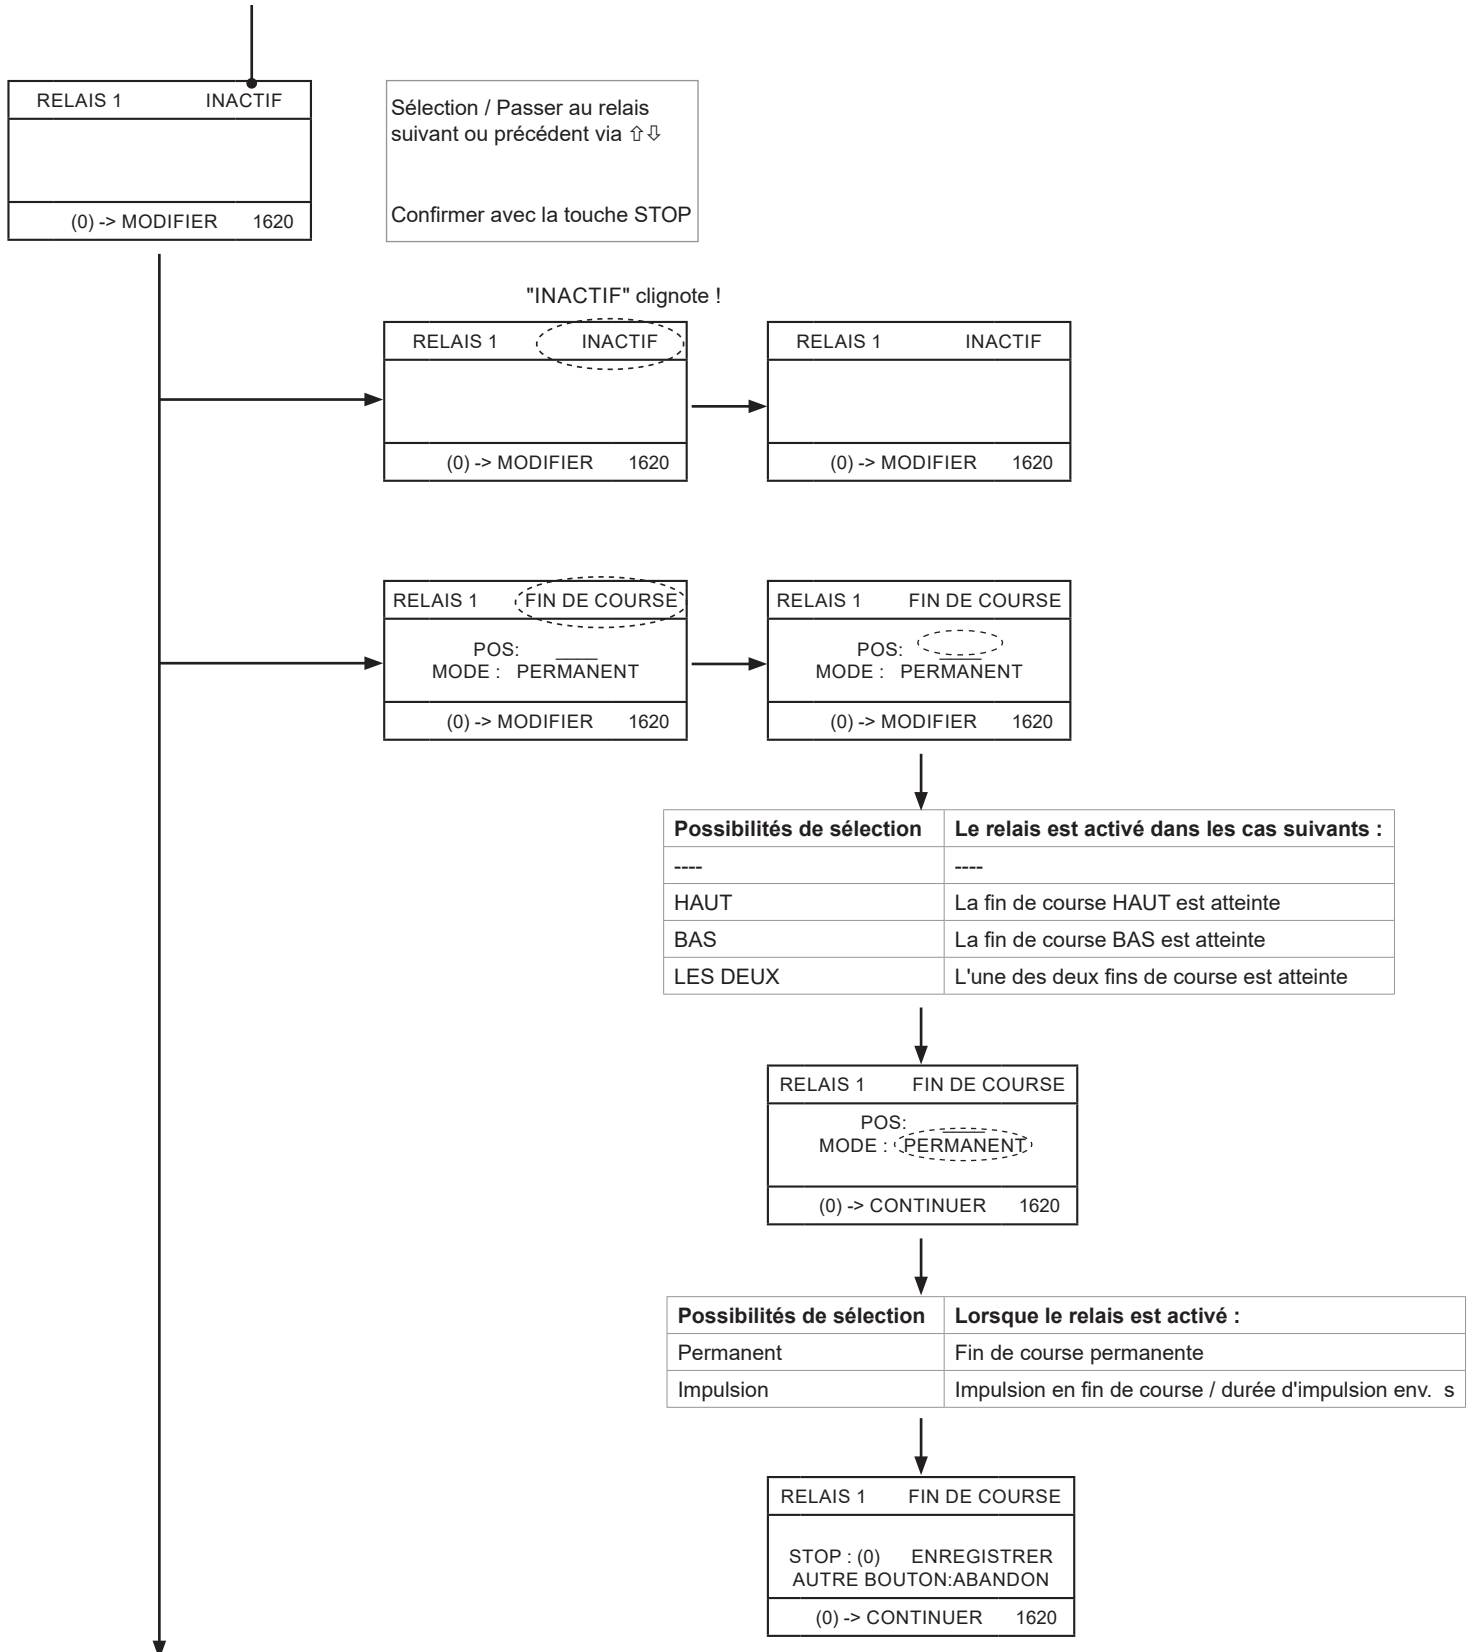 RELAIS 1 INACTIF
(0) -> MODIFIER 1620
Sélection / Passer au relais
suivant ou précédent via ⇧⇩
Confirmer avec la touche STOP
"INACTIF" clignote !
RELAIS 1 INACTIF
(0) -> MODIFIER 1620
RELAIS 1 INACTIF
(0) -> MODIFIER 1620
RELAIS 1 FIN DE COURSE
POS: ____
MODE : PERMANENT
(0) -> MODIFIER 1620
RELAIS 1 FIN DE COURSE
POS: ____
MODE : PERMANENT
(0) -> MODIFIER 1620
Possibilités de sélection Le relais est activé dans les cas suivants :
---- ----
HAUT La fin de course HAUT est atteinte
BAS La fin de course BAS est atteinte
LES DEUX L'une des deux fins de course est atteinte
RELAIS 1 FIN DE COURSE
POS: ____
MODE : PERMANENT
(0) -> CONTINUER 1620
Possibilités de sélection Lorsque le relais est activé :
Permanent Fin de course permanente
Impulsion Impulsion en fin de course / durée d'impulsion env. s
RELAIS 1 FIN DE COURSE
STOP : (0) ENREGISTRER
AUTRE BOUTON:ABANDON
(0) -> CONTINUER 1620